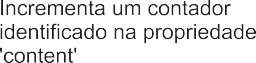 Incrementa um contador
identificado na propriedade
'content'